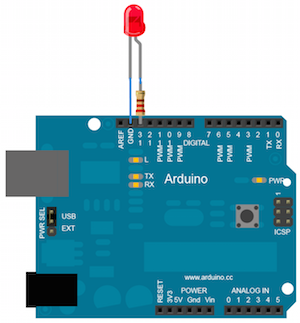 AREF
GND
13
12
11
10
9
8
PWM
PWM
PWM
DIGITAL
7
6
5
4
3
2
1
0
PWM
PWM
PWM
TX
RX
L
TX
RX
Arduino
PWR
1
ICSP
PWR SEL
USB
EXT
www.arduino.cc
POWER
ANALOG IN
RESET
3V3
5V Gnd Vin
0 1 2 3 4 5